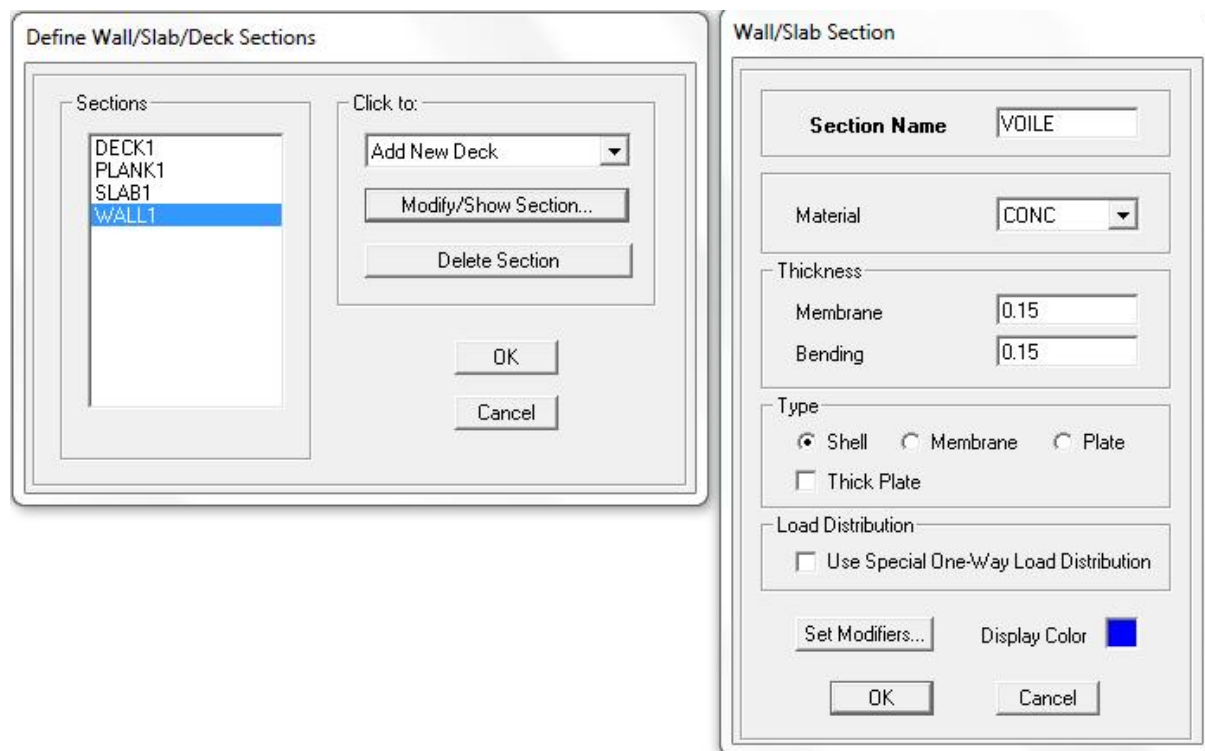 Define Wall/Slab/Deck Sections
Sections
DECK1
PLANK1
SLAB1
WALL1
Click to:
Add New Deck
Modify/Show Section...
Delete Section
OK
Cancel
Wall/Slab Section
Section Name VOILE
Material CONC
Thickness
Membrane 0.15
Bending 0.15
Type
Shell Membrane Plate
Thick Plate
Load Distribution
Use Special One-Way Load Distribution
Set Modifiers... Display Color
OK Cancel